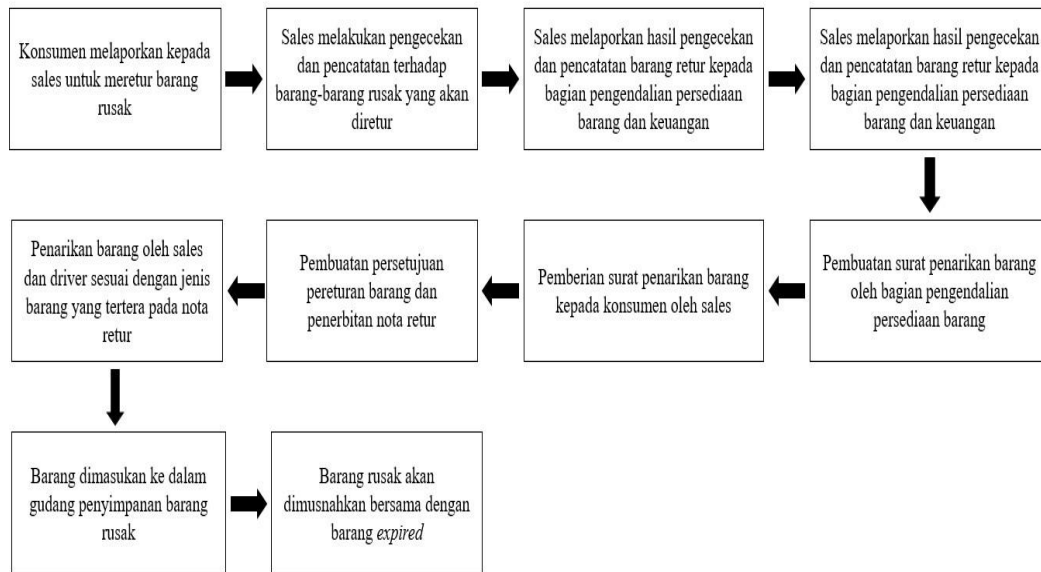 Konsumen melaporkan kepada
sales untuk meretur barang
rusak
Sales melakukan pengecekan
dan pencatatan terhadap
barang-barang rusak yang akan
diretur
Sales melaporkan hasil pengecekan
dan pencatatan barang retur kepada
bagian pengendalian persediaan
barang dan keuangan
Sales melaporkan hasil pengecekan
dan pencatatan barang retur kepada
bagian pengendalian persediaan
barang dan keuangan
Pembuatan surat penarikan barang
oleh bagian pengendalian
persediaan barang
Pemberian surat penarikan barang
kepada konsumen oleh sales
Pembuatan persetujuan
pereturan barang dan
penerbitan nota retur
Penarikan barang oleh sales
dan driver sesuai dengan jenis
barang yang tertera pada nota
retur
Barang dimasukan ke dalam
gudang penyimpanan barang
rusak
Barang rusak akan
dimusnahkan bersama dengan
barang expired